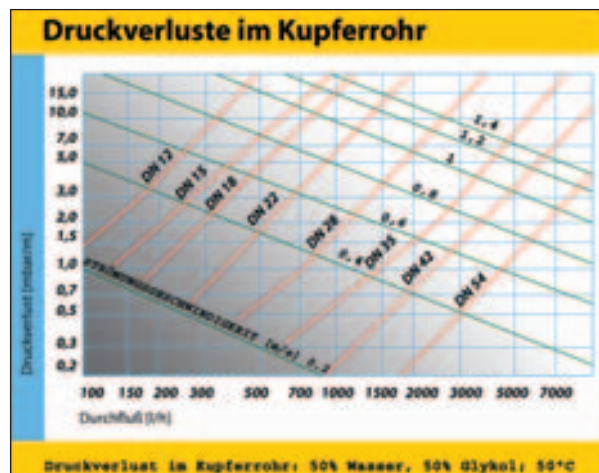 Druckverluste im Kupferrohr
[Druckverlust [mbar/m]
15,0
10,0
7,0
5,0
3,0
2,0
1,5
1,0
0,7
0,5
0,3
0,2
DN 12
DN 15
DN 18
DN 22
DN 28
DN 35
DN 42
DN 54
1,4
1,2
1
0,8
0,6
0,4
STRÖMUNGSGESCHWINDIGKEIT [m/s] 0,2
100 150 200 300 500 700 1000 1500 2000 3000 5000 7000
Durchfluß [l/h]
Druckverlust im Kupferrohr: 50% Wasser, 50% Glykol; 50°C